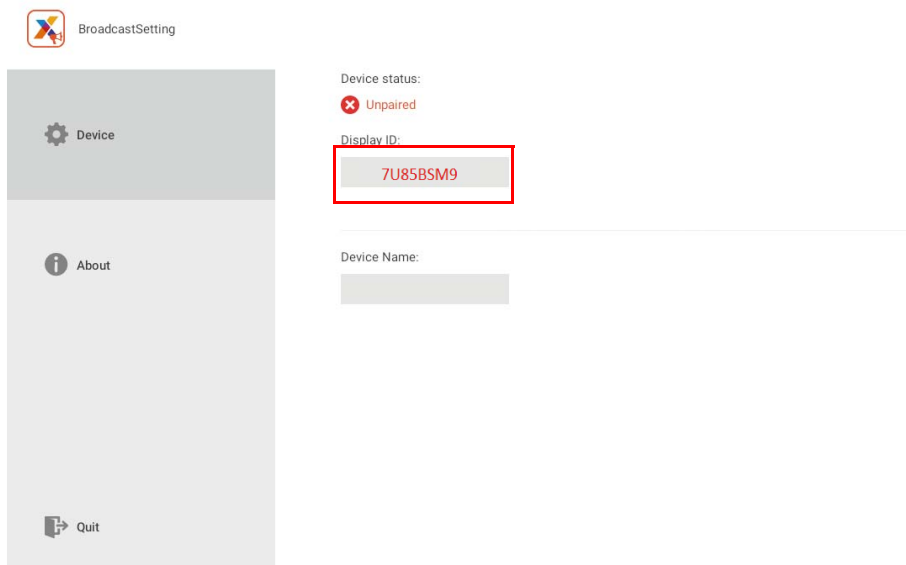 BroadcastSetting
Device
About
Quit
Device status:
Unpaired
Display ID:
7U85BSM9
Device Name: